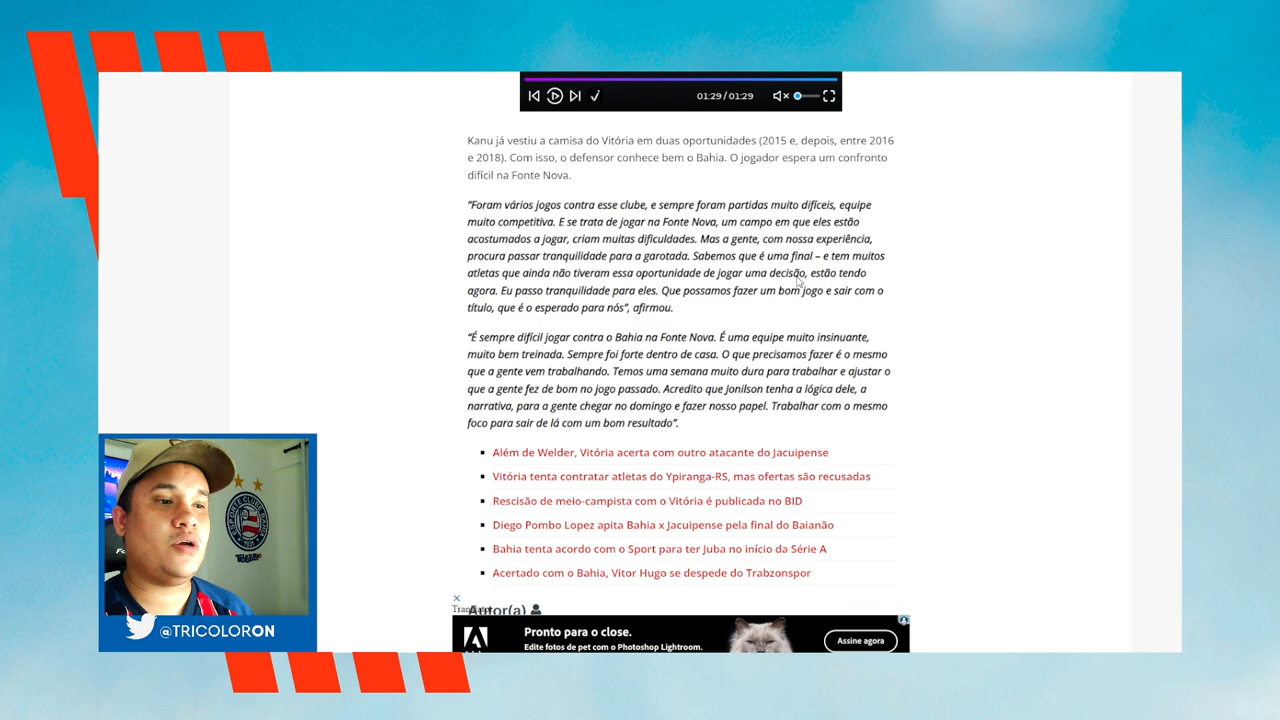 01:29 / 01:29
Kanu já vestiu a camisa do Vitória em duas oportunidades (2015 e, depois, entre 2016
e 2018). Com isso, o defensor conhece bem o Bahia. O jogador espera um confronto
difícil na Fonte Nova.
“Foram vários jogos contra esse clube, e sempre foram partidas muito difíceis, equipe
muito competitiva. E se trata de jogar na Fonte Nova, um campo em que eles estão
acostumados a jogar, criam muitas dificuldades. Mas a gente, com nossa experiência,
procura passar tranquilidade para a garotada. Sabemos que é uma final – e tem muitos
atletas que ainda não tiveram essa oportunidade de jogar uma decisão, estão tendo
agora. Eu passo tranquilidade para eles. Que possamos fazer um bom jogo e sair com o
título, que é o esperado para nós”, afirmou.
“É sempre difícil jogar contra o Bahia na Fonte Nova. É uma equipe muito insinuante,
muito bem treinada. Sempre foi forte dentro de casa. O que precisamos fazer é o mesmo
que a gente vem trabalhando. Temos uma semana muito dura para trabalhar e ajustar o
que a gente fez de bom no jogo passado. Acredito que Jonilson tenha a lógica dele, a
narrativa, para a gente chegar no domingo e fazer nosso papel. Trabalhar com o mesmo
foco para sair de lá com um bom resultado”.
Além de Welder, Vitória acerta com outro atacante do Jacuipense
Vitória tenta contratar atletas do Ypiranga-RS, mas ofertas são recusadas
Rescisão de meio-campista com o Vitória é publicada no BID
Diego Pombo Lopez apita Bahia x Jacuipense pela final do Baianão
Bahia tenta acordo com o Sport para ter Juba no início da Série A
Acertado com o Bahia, Vitor Hugo se despede do Trabzonspor
Autor(a)
Pronto para o close.
Edite fotos de pet com o Photoshop Lightroom.
Assine agora
ESPORTE CLUBE BAHIA
1931
@TRICOLORON